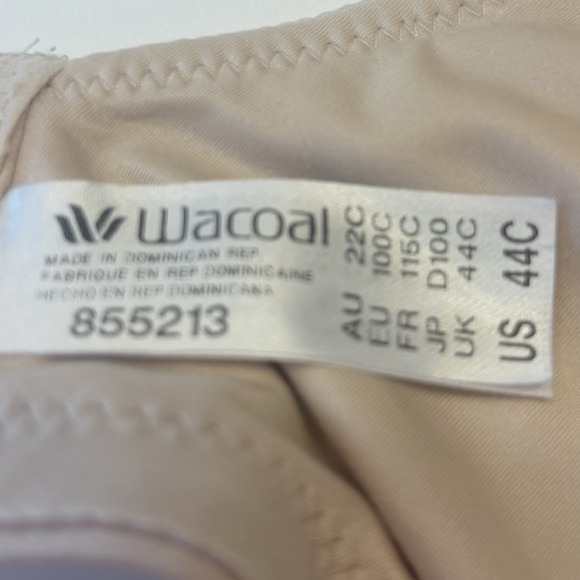 Wacoal
MADE IN DOMINICAN REP.
FABRIQUE EN REP DOMINICAINE
HECHO EN REP DOMINICANA
855213
AU 22C
EU 100C
FR 115C
JP D100
UK 44C
US 44C